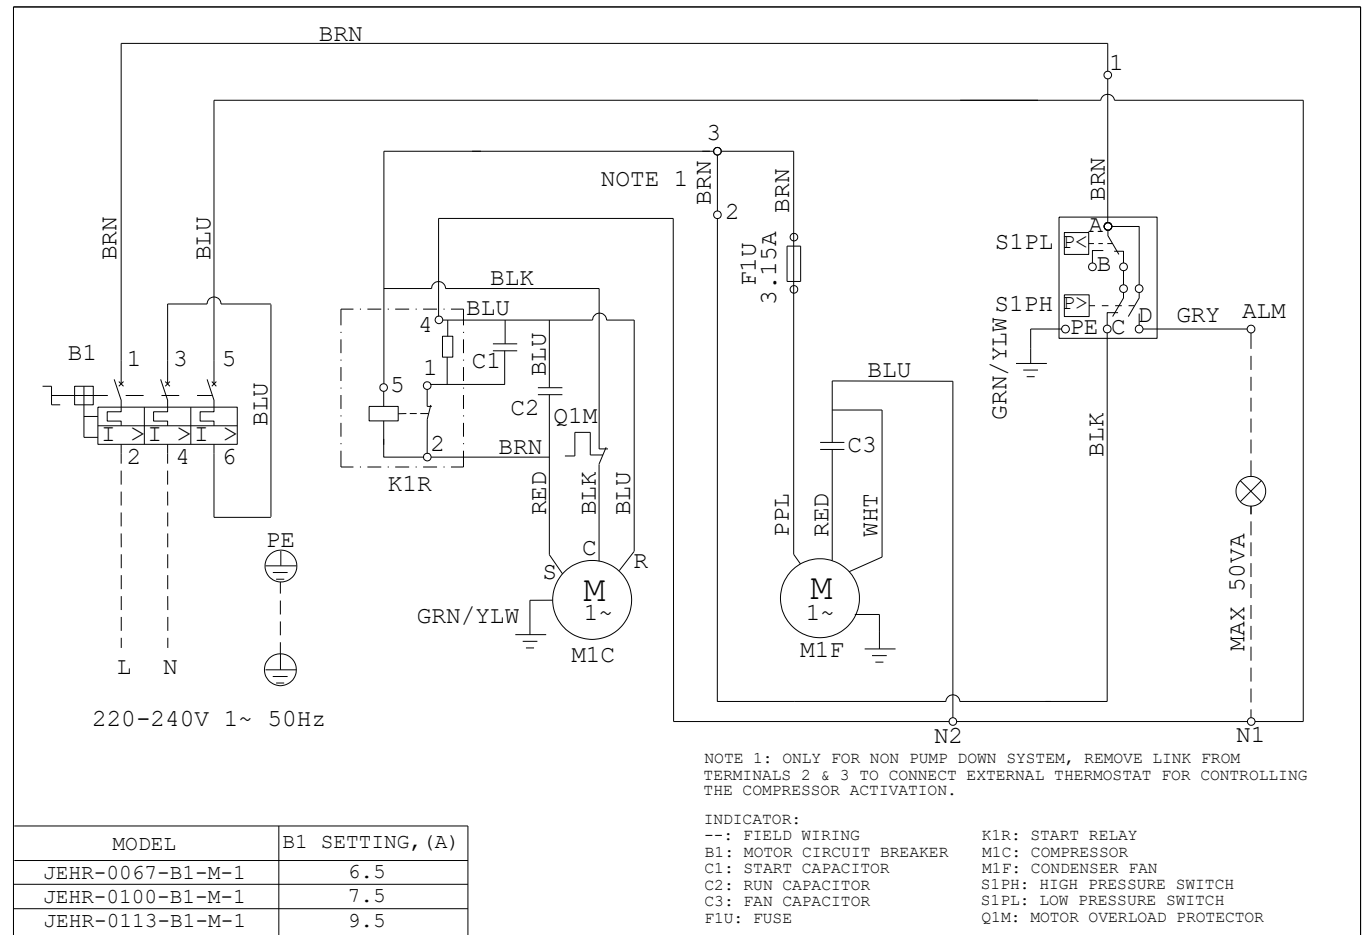 BRN
1
3
NOTE 1
BRN
BRN
BRN
2
BRN
BLU
F1U
3.15A
S1PL
P<
A
B
BLK
BLU
S1PH
P>
D
GRY
ALM
4
PE
C
GRN/YLW
B1
1
3
5
BLU
C1
1
BLU
5
C2
Q1M
BLU
C3
BLK
I >
I >
I >
2
4
6
2
BRN
K1R
RED
BLK
BLU
PPL
RED
WHT
PE
C
S
R
M
1~
M
1~
MAX 50VA
GRN/YLW
M1C
M1F
L
N
220-240V 1~ 50Hz
N2
N1
NOTE 1: ONLY FOR NON PUMP DOWN SYSTEM, REMOVE LINK FROM
TERMINALS 2 & 3 TO CONNECT EXTERNAL THERMOSTAT FOR CONTROLLING
THE COMPRESSOR ACTIVATION.
INDICATOR:
--: FIELD WIRING
B1: MOTOR CIRCUIT BREAKER
C1: START CAPACITOR
C2: RUN CAPACITOR
C3: FAN CAPACITOR
F1U: FUSE
K1R: START RELAY
M1C: COMPRESSOR
M1F: CONDENSER FAN
S1PH: HIGH PRESSURE SWITCH
S1PL: LOW PRESSURE SWITCH
Q1M: MOTOR OVERLOAD PROTECTOR
MODEL B1 SETTING,(A)
JEHR-0067-B1-M-1 6.5
JEHR-0100-B1-M-1 7.5
JEHR-0113-B1-M-1 9.5